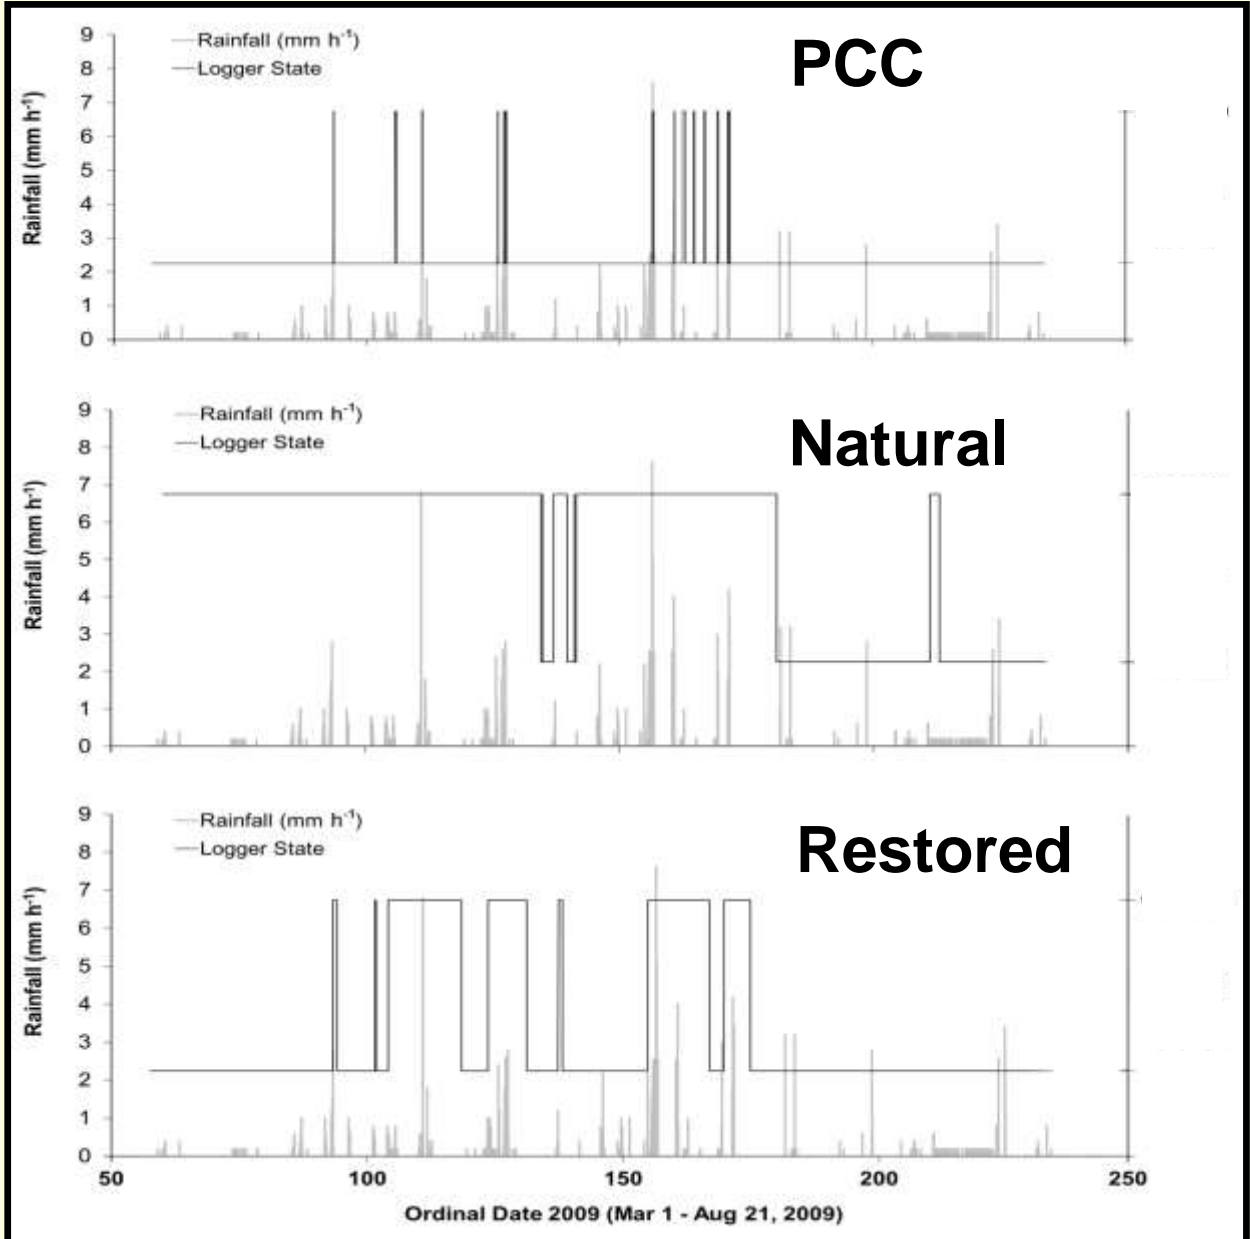 PCC
Rainfall (mm h⁻¹)
Logger State
Rainfall (mm h⁻¹)
9
8
7
6
5
4
3
2
1
0
Natural
Rainfall (mm h⁻¹)
Logger State
Rainfall (mm h⁻¹)
9
8
7
6
5
4
3
2
1
0
Restored
Rainfall (mm h⁻¹)
Logger State
Rainfall (mm h⁻¹)
9
8
7
6
5
4
3
2
1
0
50 100 150 200 250
Ordinal Date 2009 (Mar 1 - Aug 21, 2009)